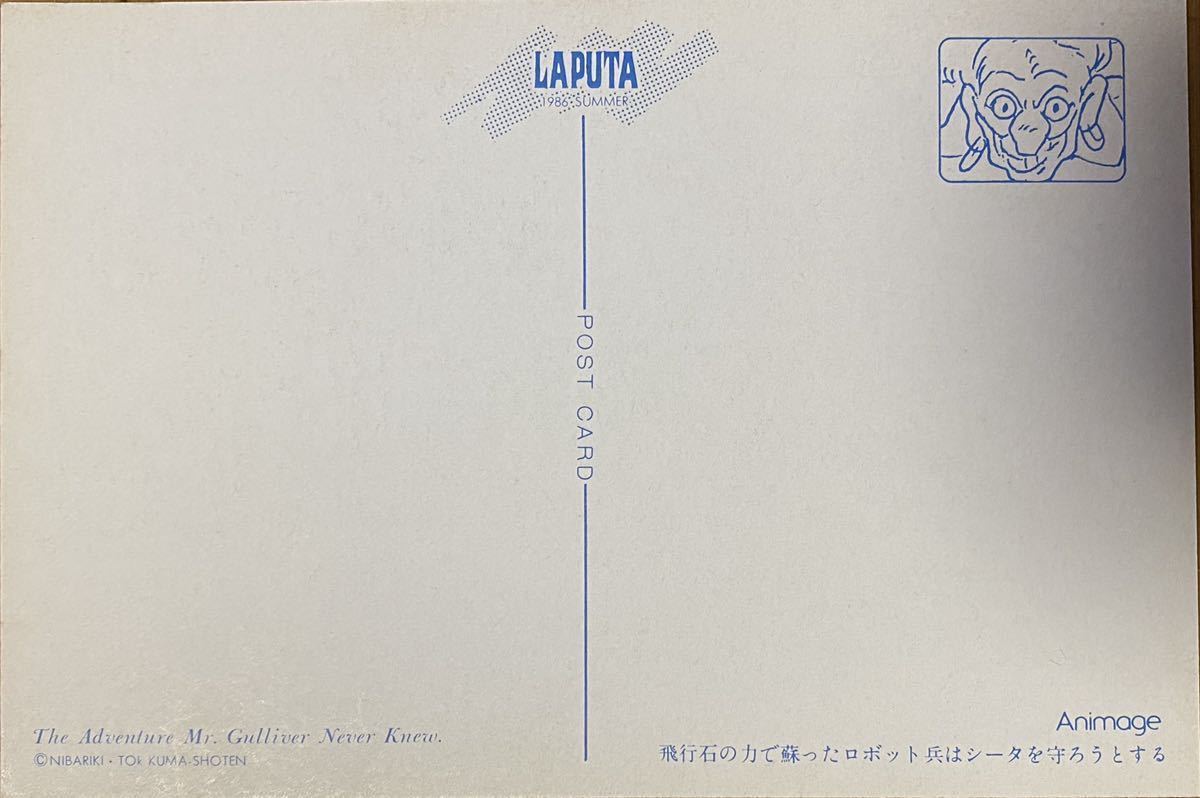 LAPUTA
1986・SUMMER
POST CARD
The Adventure Mr. Gulliver Never Knew.
©NIBARIKI・TOKUMA-SHOTEN
Animage
飛行石の力で蘇ったロボット兵はシータを守ろうとする